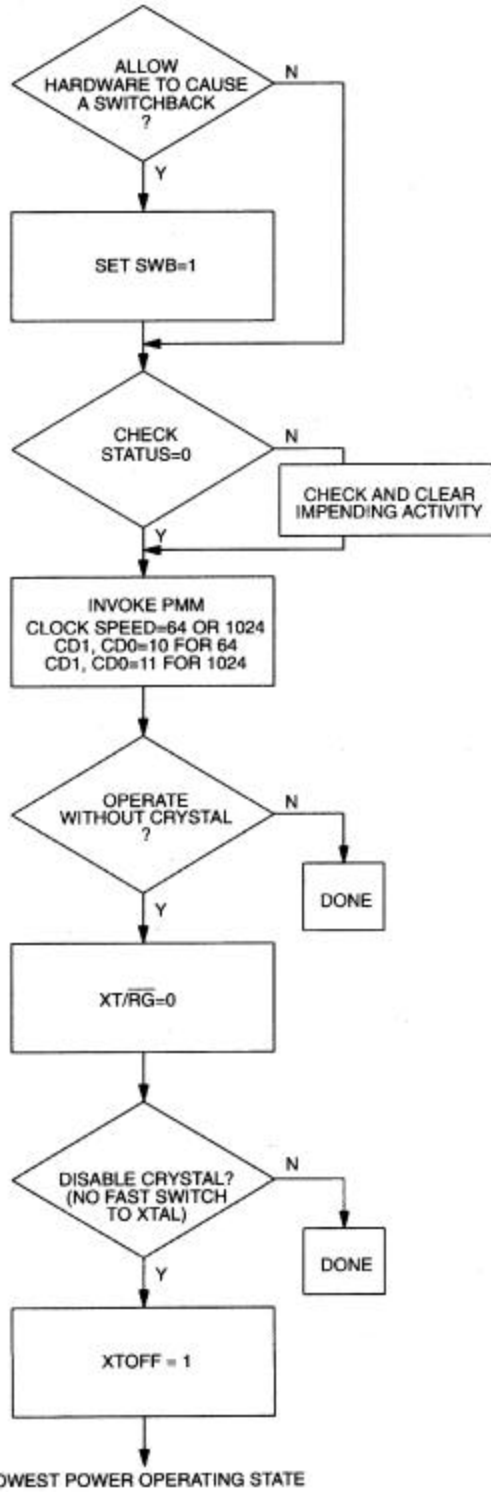 ALLOW
HARDWARE TO CAUSE
A SWITCHBACK
?
N
Y
SET SWB=1
CHECK
STATUS=0
N
CHECK AND CLEAR
IMPENDING ACTIVITY
Y
INVOKE PMM
CLOCK SPEED=64 OR 1024
CD1, CD0=10 FOR 64
CD1, CD0=11 FOR 1024
OPERATE
WITHOUT CRYSTAL
?
N
DONE
Y
XT/R̅G̅=0
DISABLE CRYSTAL?
(NO FAST SWITCH
TO XTAL)
N
DONE
Y
XTOFF = 1
OWEST POWER OPERATING STATE